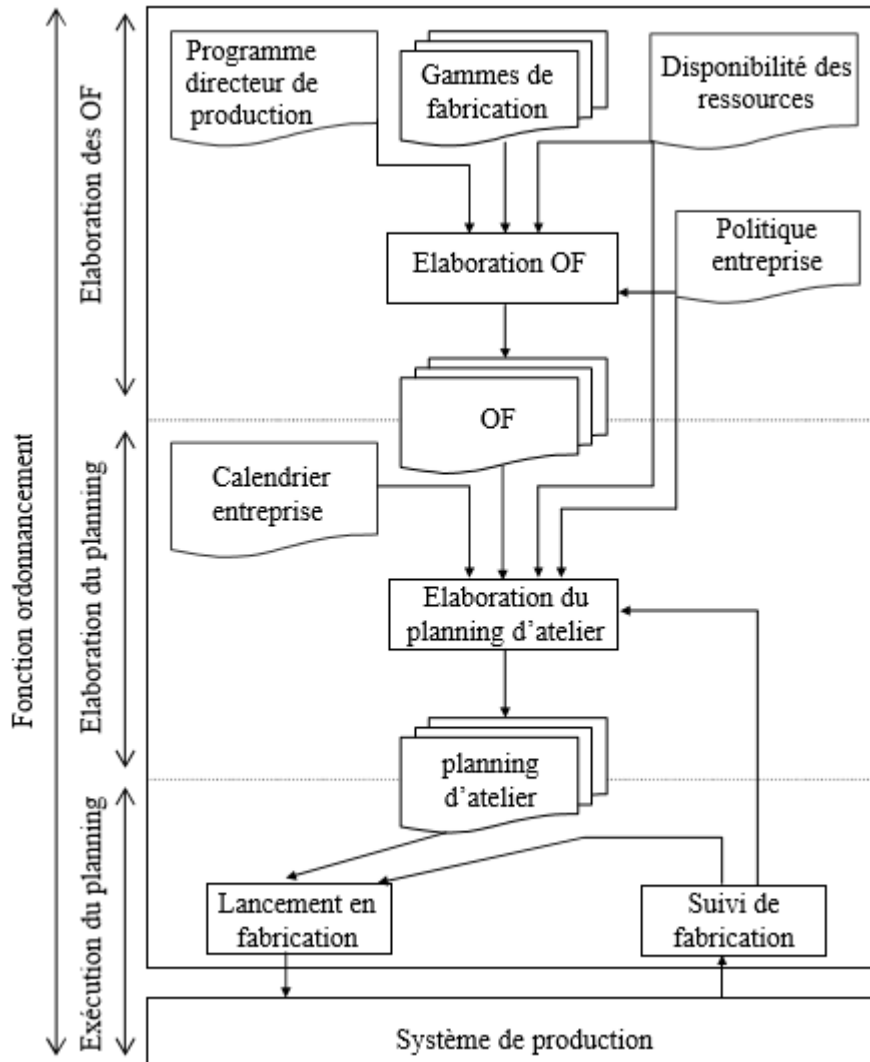 Fonction ordonnancement
Elaboration des OF
Elaboration du planning
Exécution du planning
Programme
directeur de
production
Gammes de
fabrication
Disponibilité des
ressources
Politique
entreprise
Elaboration OF
OF
Calendrier
entreprise
Elaboration du
planning d'atelier
planning
d'atelier
Lancement en
fabrication
Suivi de
fabrication
Système de production